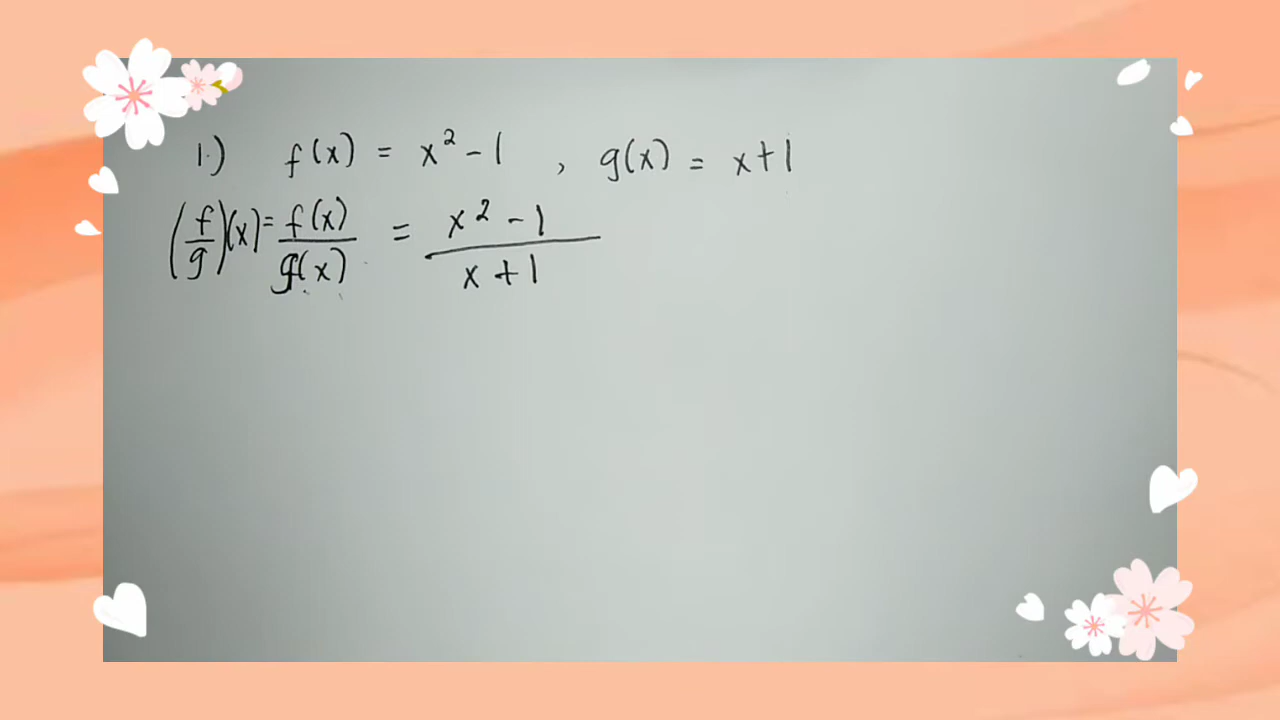 1.) f(x) = x² - 1 , g(x) = x+1
(f/g)(x) = f(x)/g(x) = x² - 1 / x + 1